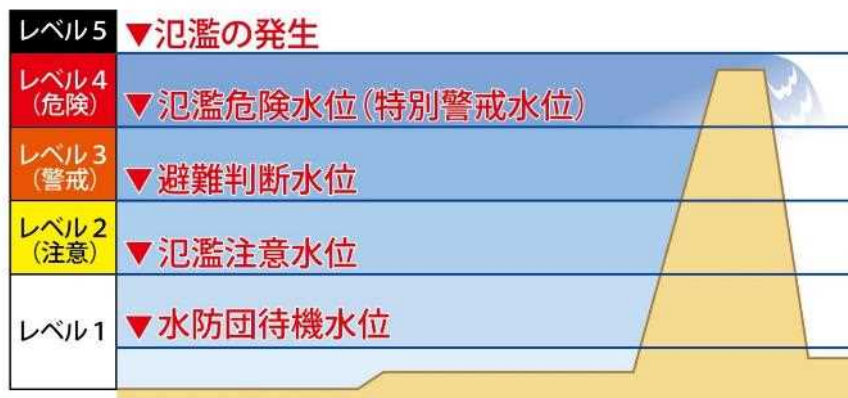 レベル5 ▼氾濫の発生
レベル4
(危険)
▼氾濫危険水位(特別警戒水位)
レベル3
(警戒)
▼避難判断水位
レベル2
(注意)
▼氾濫注意水位
レベル1 ▼水防団待機水位